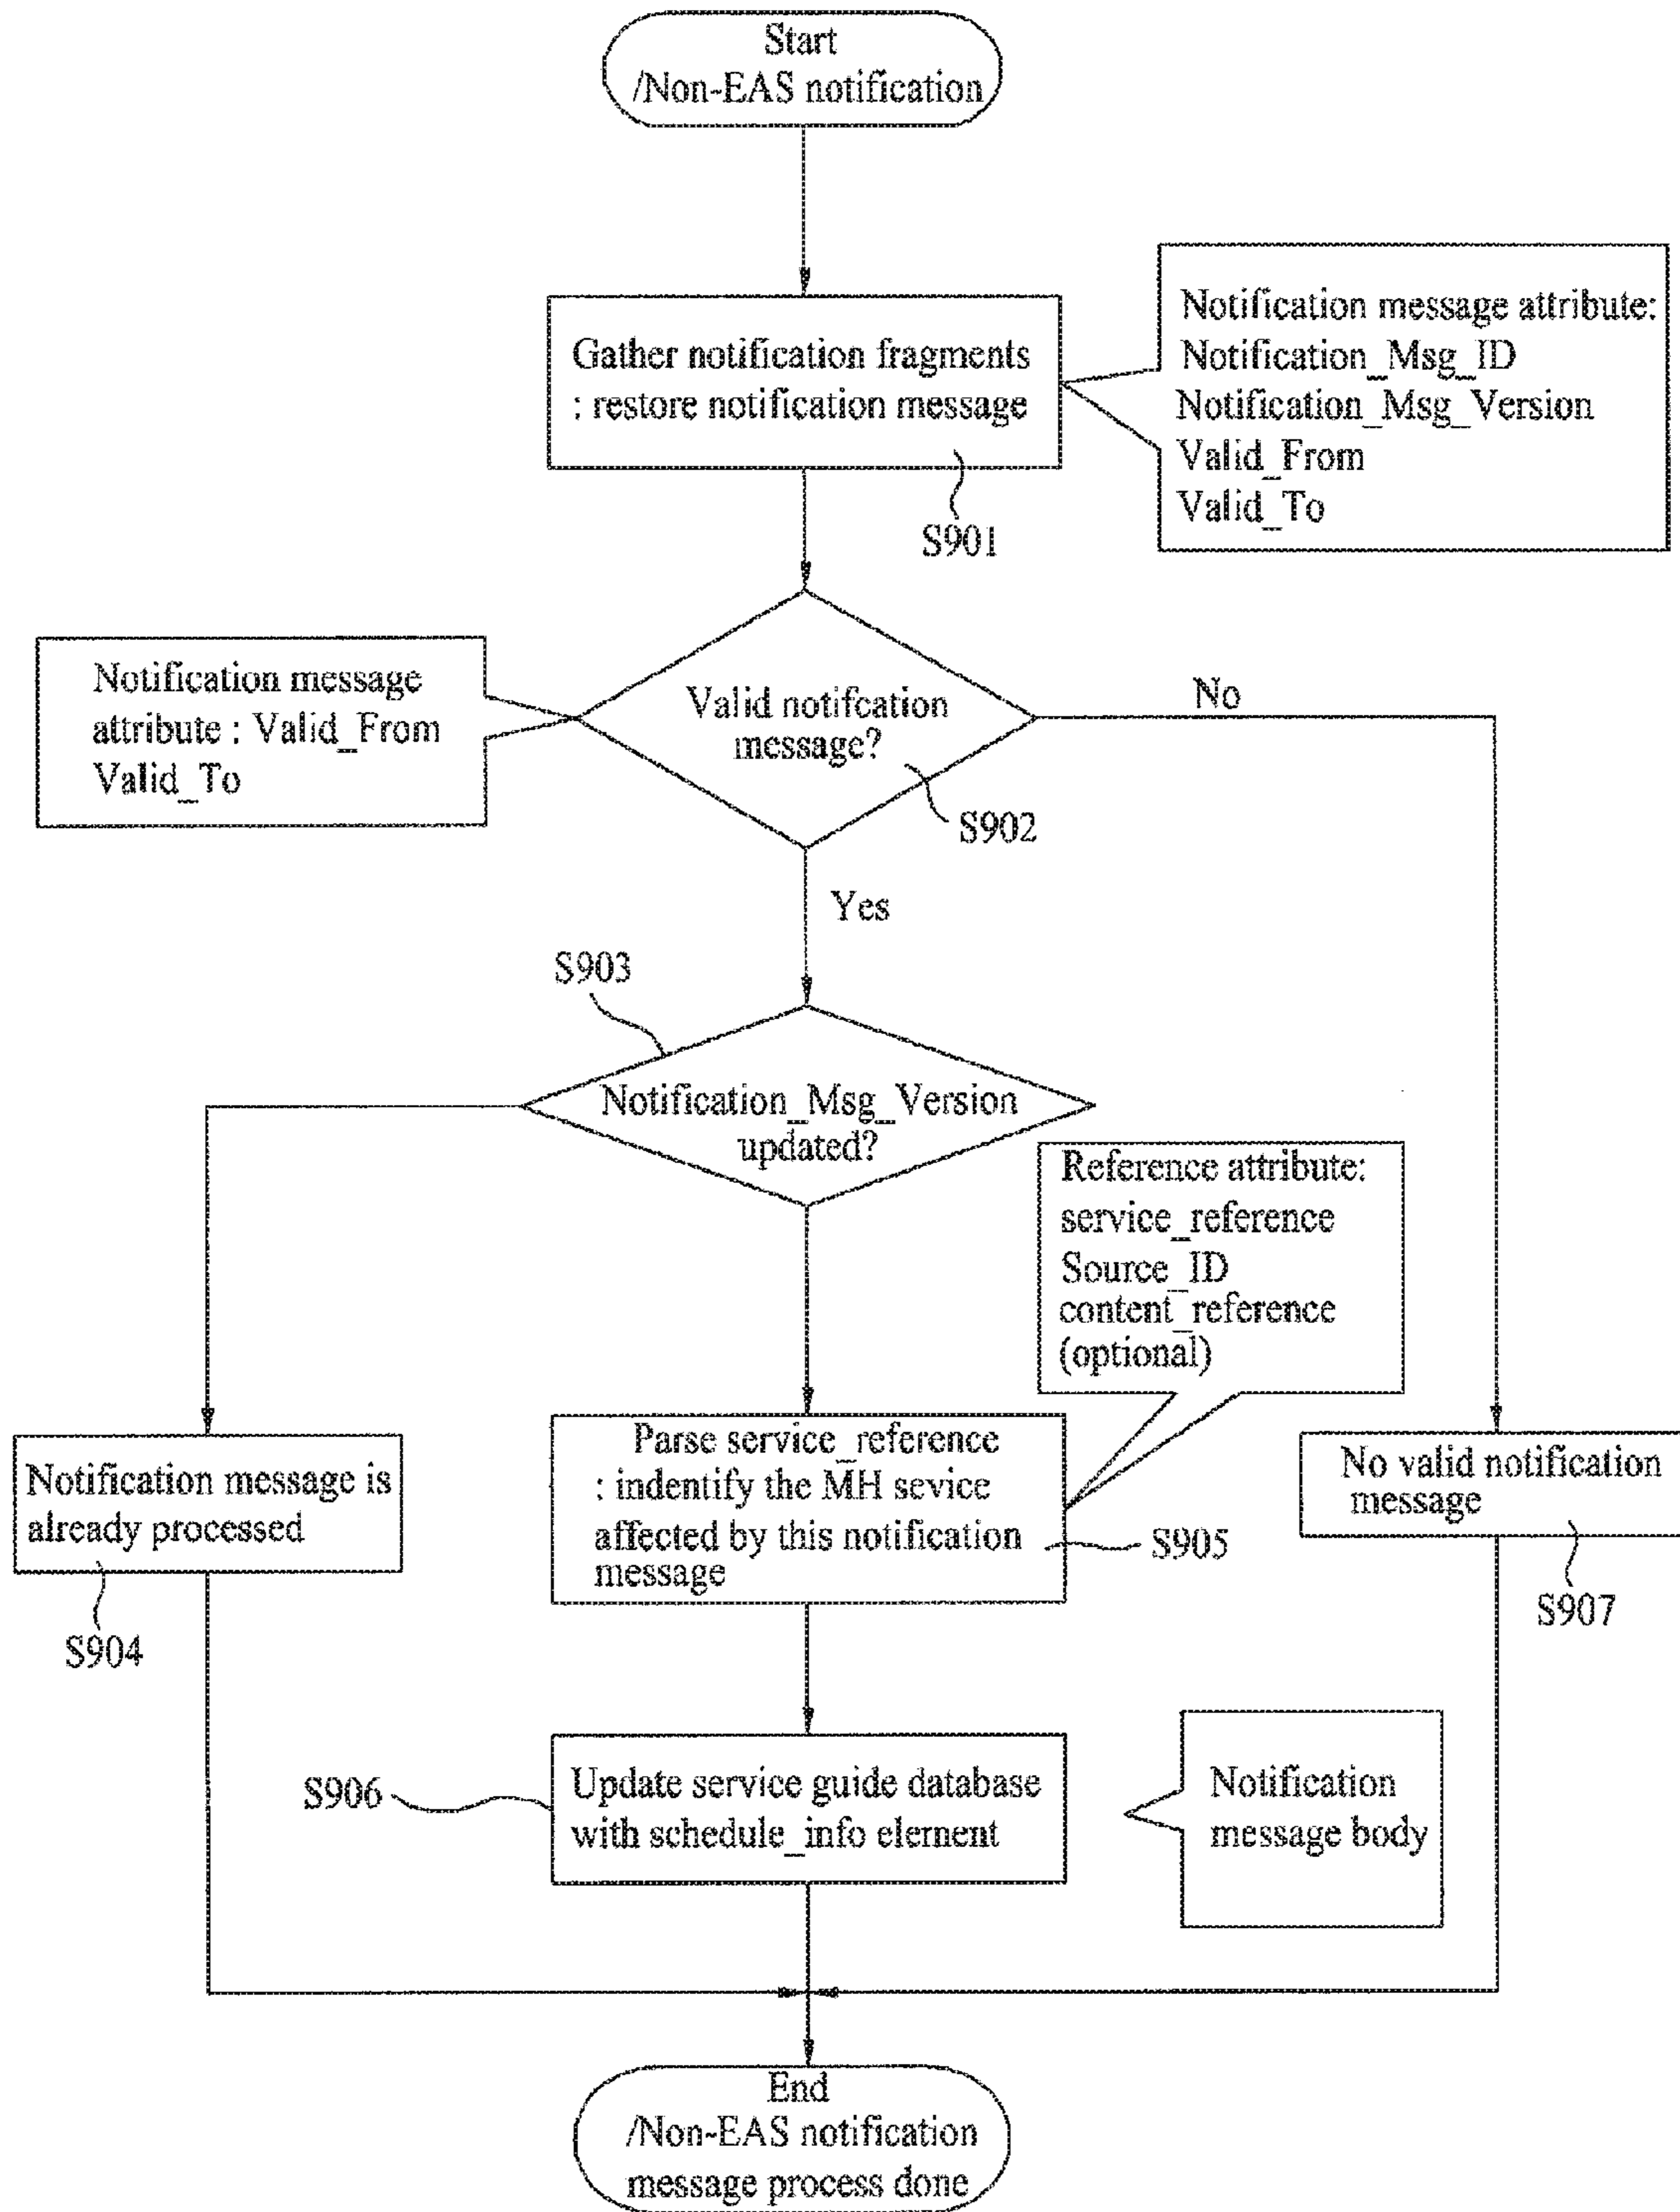 Start
/Non-EAS notification
Gather notification fragments
: restore notification message
S901
Notification message attribute:
Notification_Msg_ID
Notification_Msg_Version
Valid_From
Valid_To
Notification message
attribute : Valid_From
Valid_To
Valid notifcation
message?
S902
No
Yes
S903
Notification_Msg_Version
updated?
Reference attribute:
service_reference
Source_ID
content_reference
(optional)
Notification message is
already processed
S904
Parse service_reference
: indentify the MH sevice
affected by this notification
message
S905
No valid notification
message
S907
S906
Update service guide database
with schedule_info element
Notification
message body
End
/Non-EAS notification
message process done